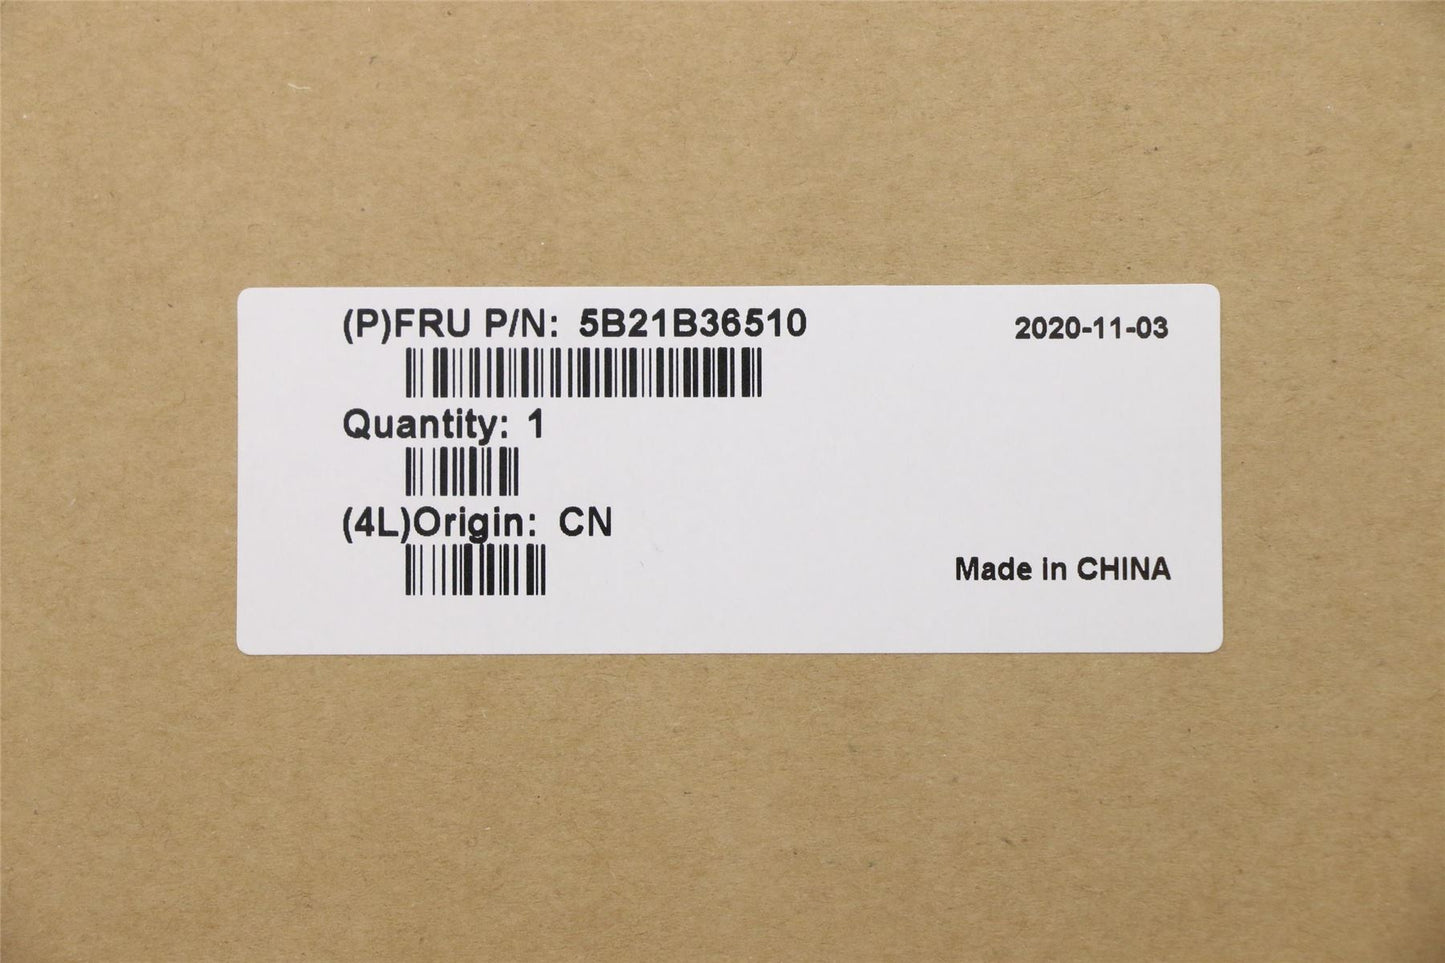 (P)FRU P/N: 5B21B36510
2020-11-03
Quantity: 1
(4L)Origin: CN
Made in CHINA